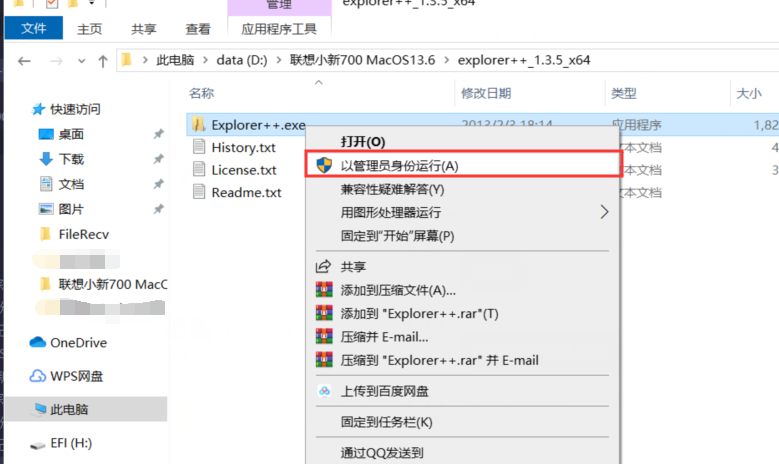 管理
explorer++_1.3.5_x64
文件 主页 共享 查看 应用程序工具
此电脑 data (D:) 联想小新700 MacOS13.6 explorer++_1.3.5_x64
名称 修改日期 类型 大小
快速访问
桌面
下载
文档
图片
FileRecv
联想小新700 MacC
OneDrive
WPS网盘
此电脑
EFI (H:)
Explorer++.exe 2013/2/3 18:14 应用程序 1,82
History.txt 文本文档 4
License.txt 文本文档 3
Readme.txt 文本文档
打开(O)
以管理员身份运行(A)
兼容性疑难解答(Y)
用图形处理器运行
固定到"开始"屏幕(P)
共享
添加到压缩文件(A)...
添加到 "Explorer++.rar"(T)
压缩并 E-mail...
压缩到 "Explorer++.rar" 并 E-mail
上传到百度网盘
固定到任务栏(K)
通过QQ发送到